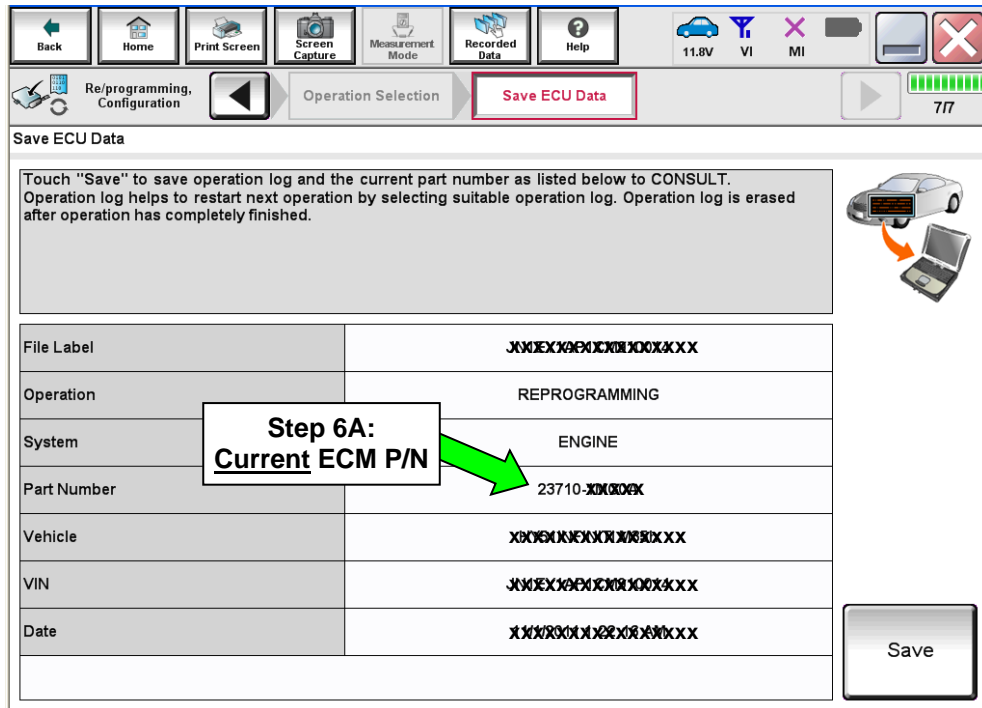 Back
Home
Print Screen
Screen
Capture
Measurement
Mode
Recorded
Data
Help
11.8V
VI
MI
Re/programming,
Configuration
Operation Selection
Save ECU Data
7/7
Save ECU Data
Touch "Save" to save operation log and the current part number as listed below to CONSULT.
Operation log helps to restart next operation by selecting suitable operation log. Operation log is erased
after operation has completely finished.
File Label
Operation
REPROGRAMMING
System
ENGINE
Step 6A:
Current ECM P/N
Part Number
23710-
Vehicle
VIN
Date
Save